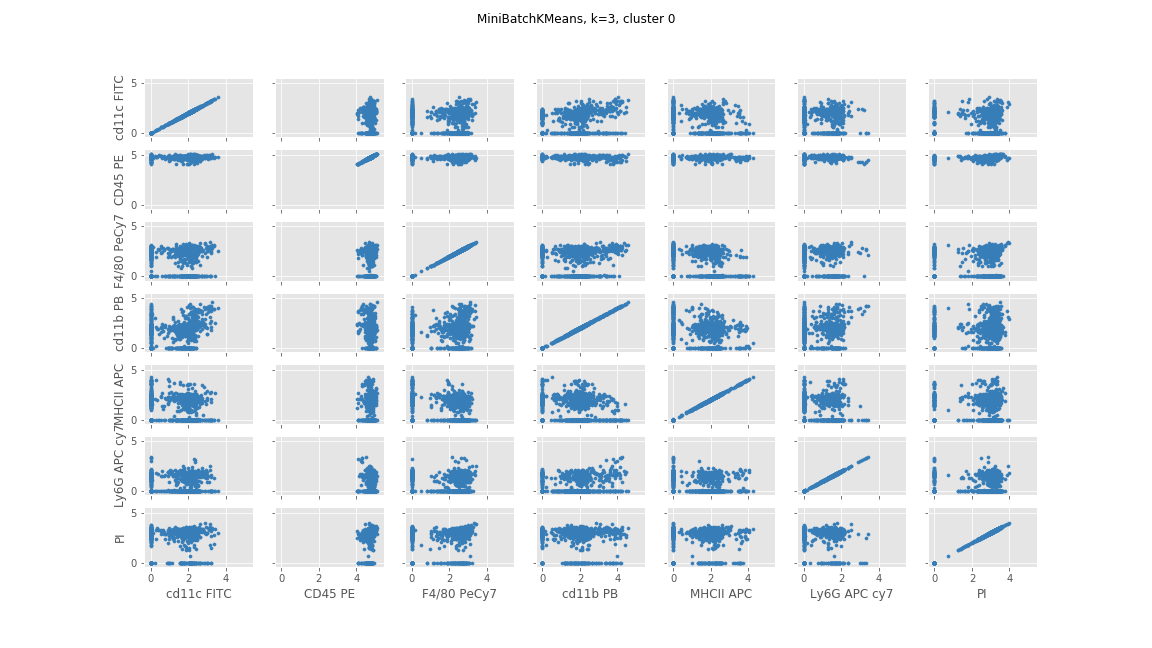 MiniBatchKMeans, k=3, cluster 0
5
0
cd11c FITC
5
0
CD45 PE
5
0
F4/80 PeCy7
5
0
cd11b PB
5
0
MHCII APC
5
0
Ly6G APC cy7
5
0
PI
0 2 4 0 2 4 0 2 4 0 2 4 0 2 4 0 2 4 0 2 4
cd11c FITC CD45 PE F4/80 PeCy7 cd11b PB MHCII APC Ly6G APC cy7 PI